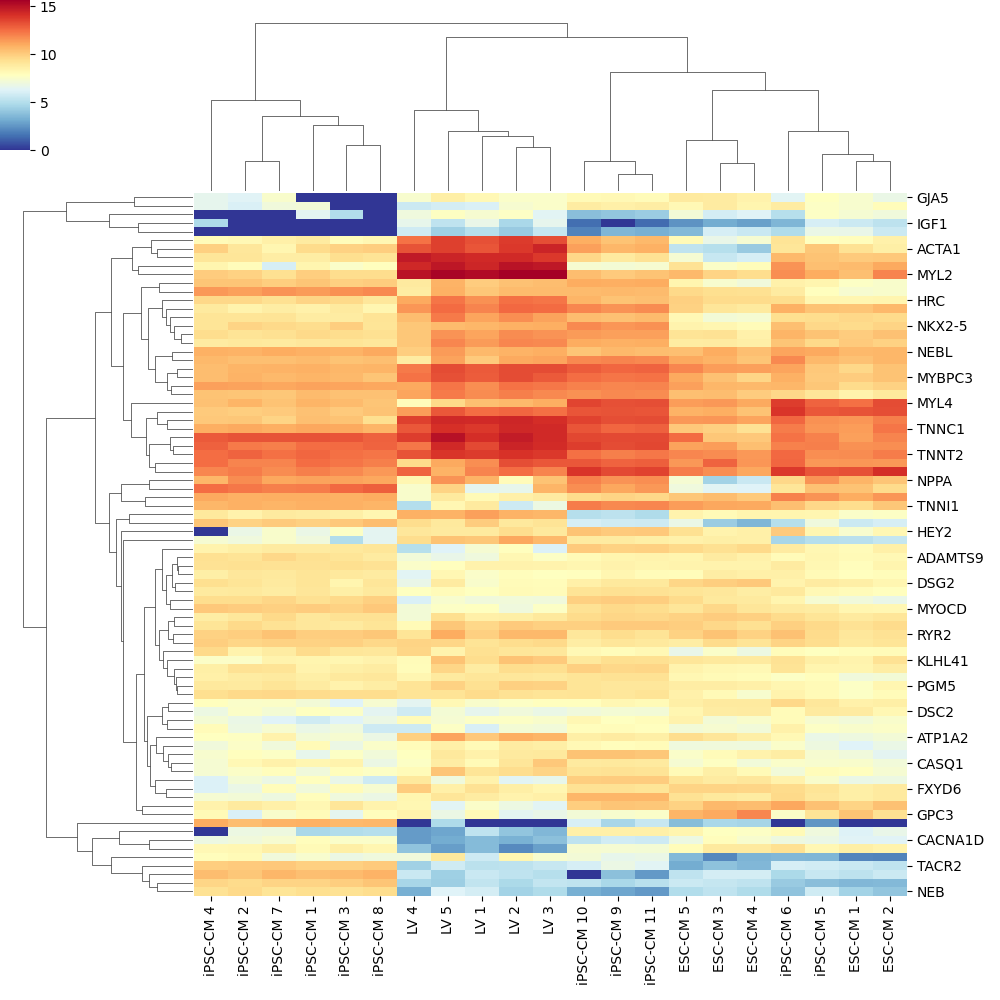 15
10
5
0
GJA5
IGF1
ACTA1
MYL2
HRC
NKX2-5
NEBL
MYBPC3
MYL4
TNNC1
TNNT2
NPPA
TNNI1
HEY2
ADAMTS9
DSG2
MYOCD
RYR2
KLHL41
PGM5
DSC2
ATP1A2
CASQ1
FXYD6
GPC3
CACNA1D
TACR2
NEB
iPSC-CM 4
iPSC-CM 2
iPSC-CM 7
iPSC-CM 1
iPSC-CM 3
iPSC-CM 8
LV 4
LV 5
LV 1
LV 2
LV 3
iPSC-CM 10
iPSC-CM 9
iPSC-CM 11
ESC-CM 5
ESC-CM 3
ESC-CM 4
iPSC-CM 6
iPSC-CM 5
ESC-CM 1
ESC-CM 2